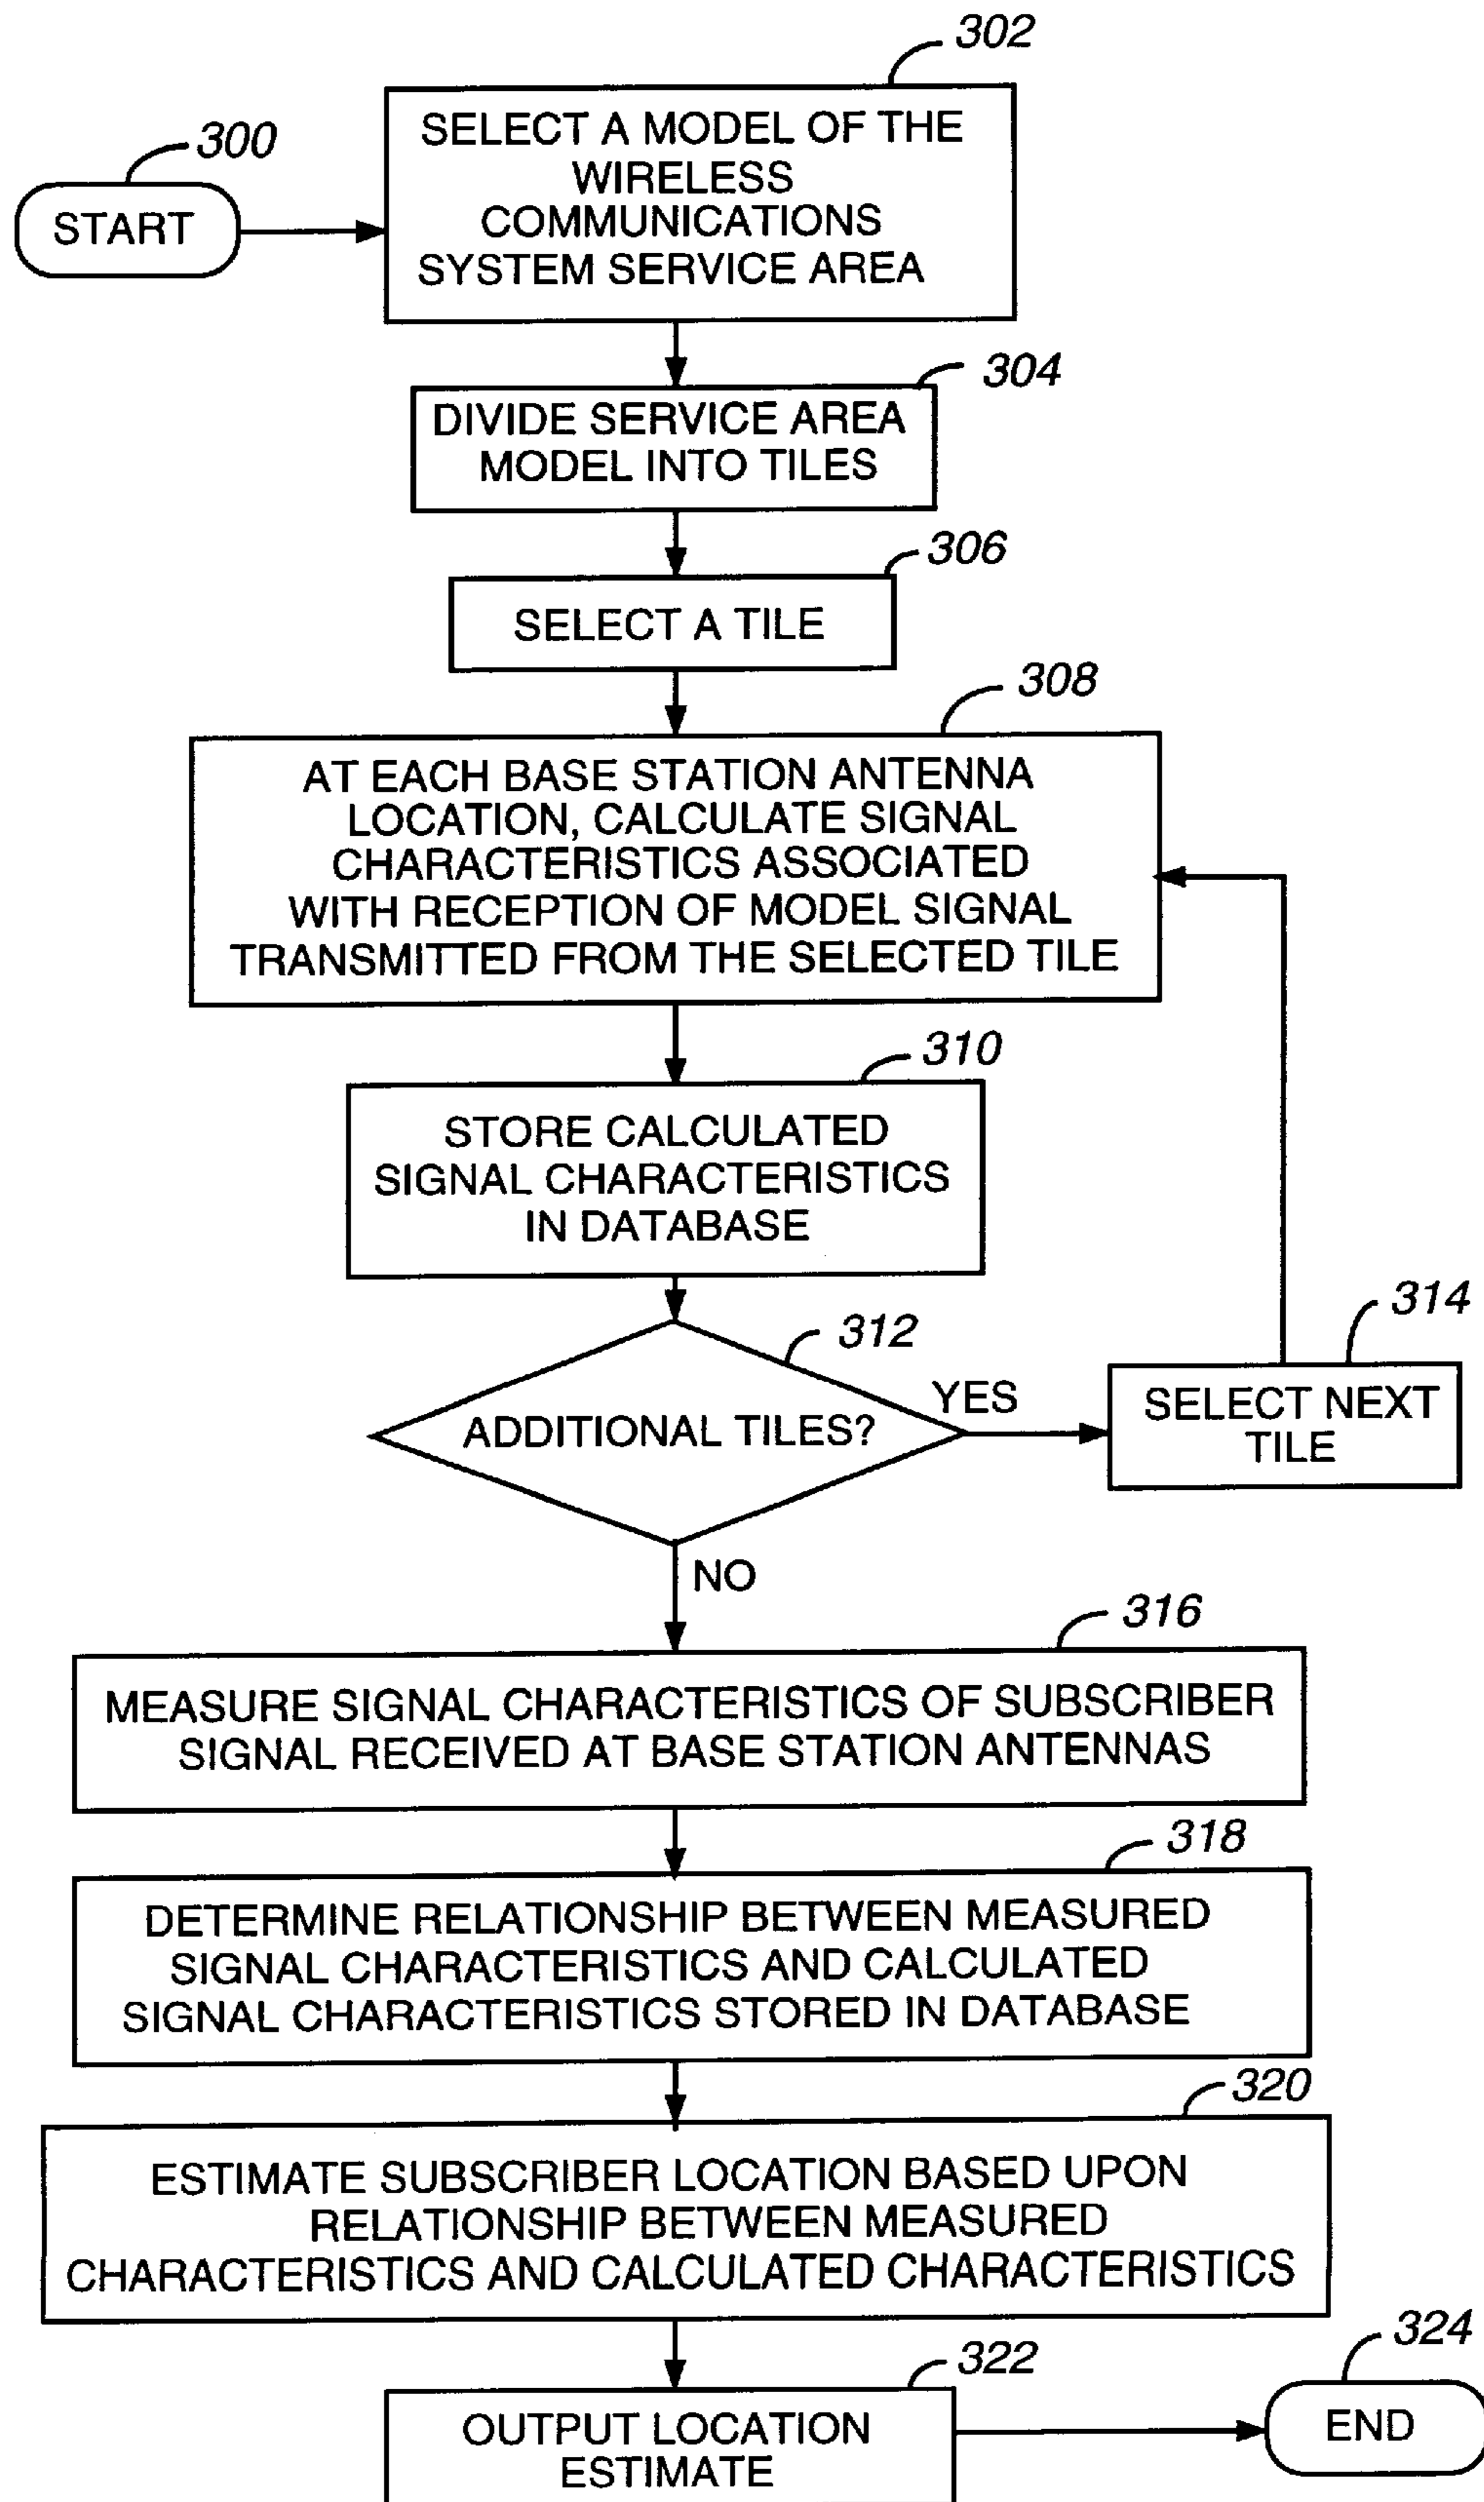 302
SELECT A MODEL OF THE
WIRELESS
COMMUNICATIONS
SYSTEM SERVICE AREA
300
START
304
DIVIDE SERVICE AREA
MODEL INTO TILES
306
SELECT A TILE
308
AT EACH BASE STATION ANTENNA
LOCATION, CALCULATE SIGNAL
CHARACTERISTICS ASSOCIATED
WITH RECEPTION OF MODEL SIGNAL
TRANSMITTED FROM THE SELECTED TILE
310
STORE CALCULATED
SIGNAL CHARACTERISTICS
IN DATABASE
312
ADDITIONAL TILES?
YES
314
SELECT NEXT
TILE
NO
316
MEASURE SIGNAL CHARACTERISTICS OF SUBSCRIBER
SIGNAL RECEIVED AT BASE STATION ANTENNAS
318
DETERMINE RELATIONSHIP BETWEEN MEASURED
SIGNAL CHARACTERISTICS AND CALCULATED
SIGNAL CHARACTERISTICS STORED IN DATABASE
320
ESTIMATE SUBSCRIBER LOCATION BASED UPON
RELATIONSHIP BETWEEN MEASURED
CHARACTERISTICS AND CALCULATED CHARACTERISTICS
322
OUTPUT LOCATION
ESTIMATE
324
END